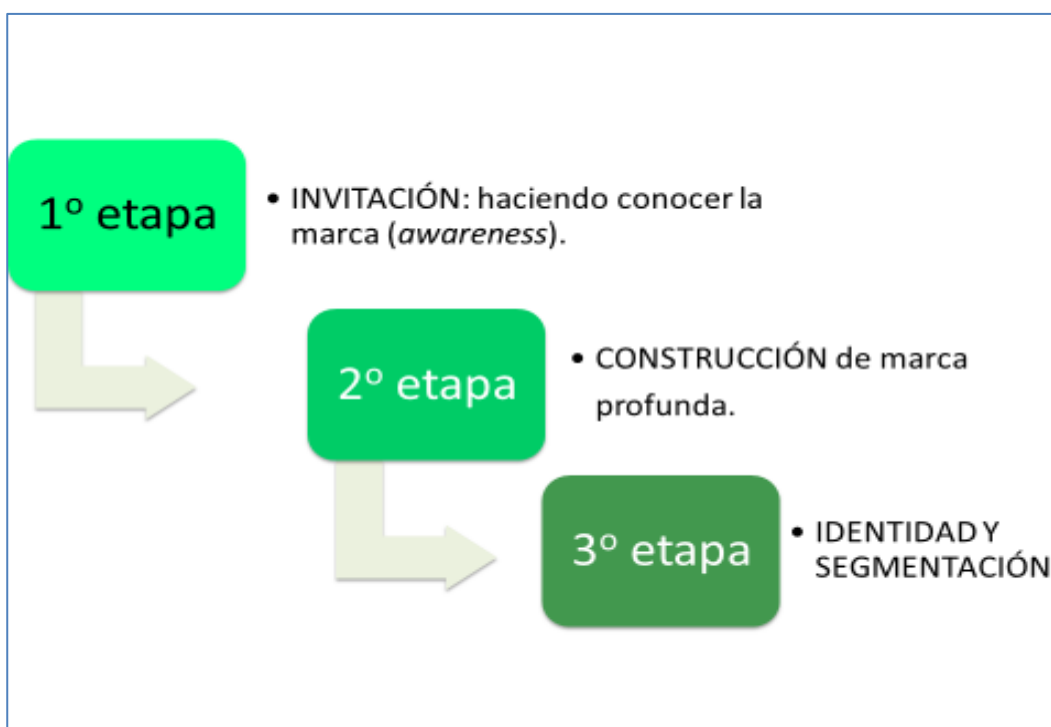 1º etapa
• INVITACIÓN: haciendo conocer la
marca (awareness).
2º etapa
• CONSTRUCCIÓN de marca
profunda.
3º etapa
• IDENTIDAD Y
SEGMENTACIÓN